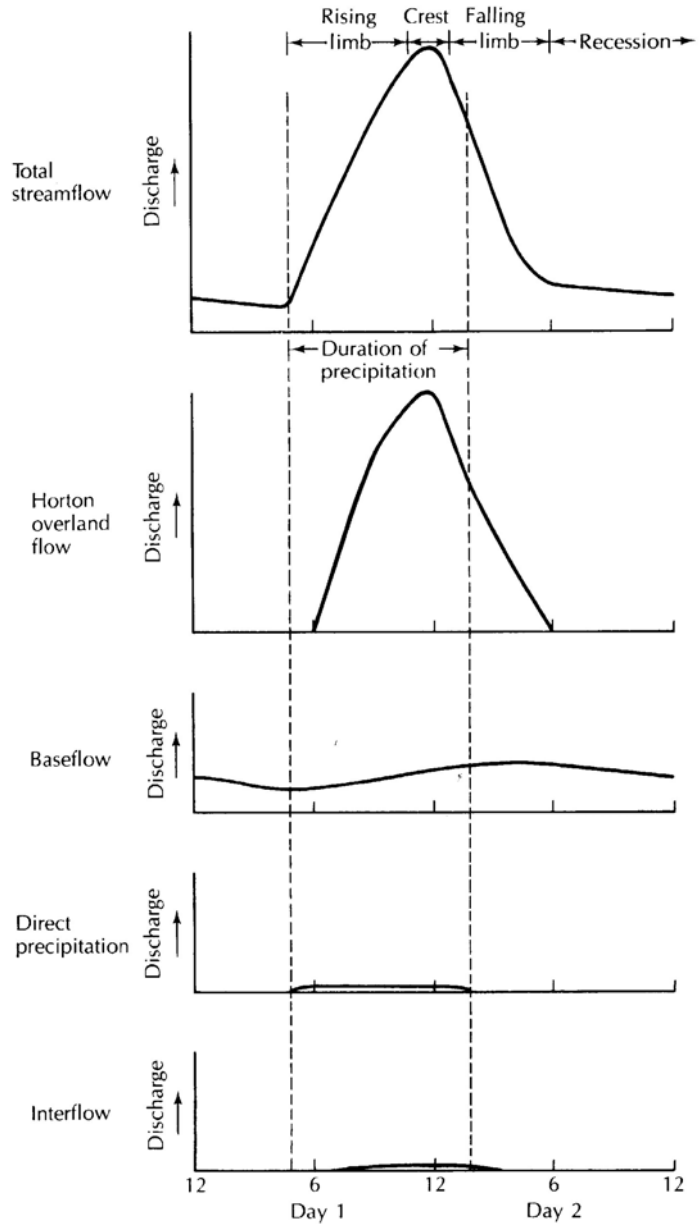 Rising limb
Crest
Falling limb
Recession
Total streamflow
Discharge
Duration of precipitation
Horton overland flow
Discharge
Baseflow
Discharge
Direct precipitation
Discharge
Interflow
Discharge
12 6 12 6 12
Day 1 Day 2